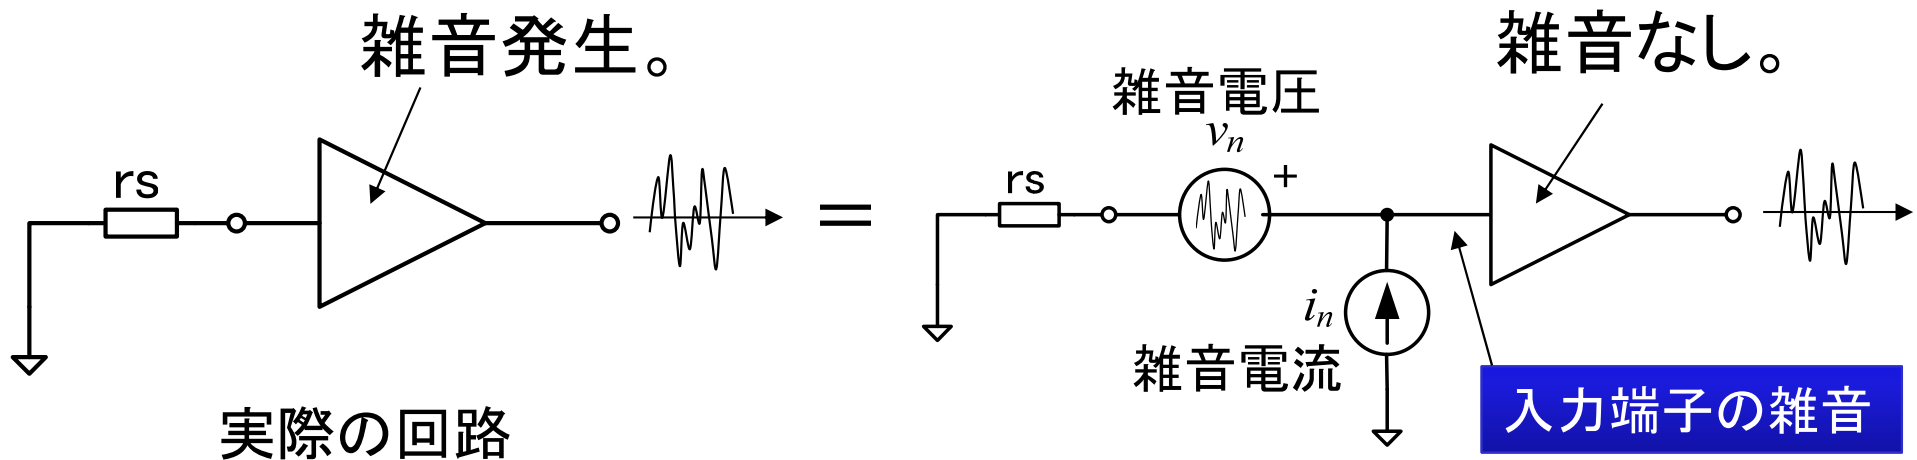 雑音発生。
rs
実際の回路
=
雑音電圧
vn
+
雑音なし。
rs
in
雑音電流
入力端子の雑音